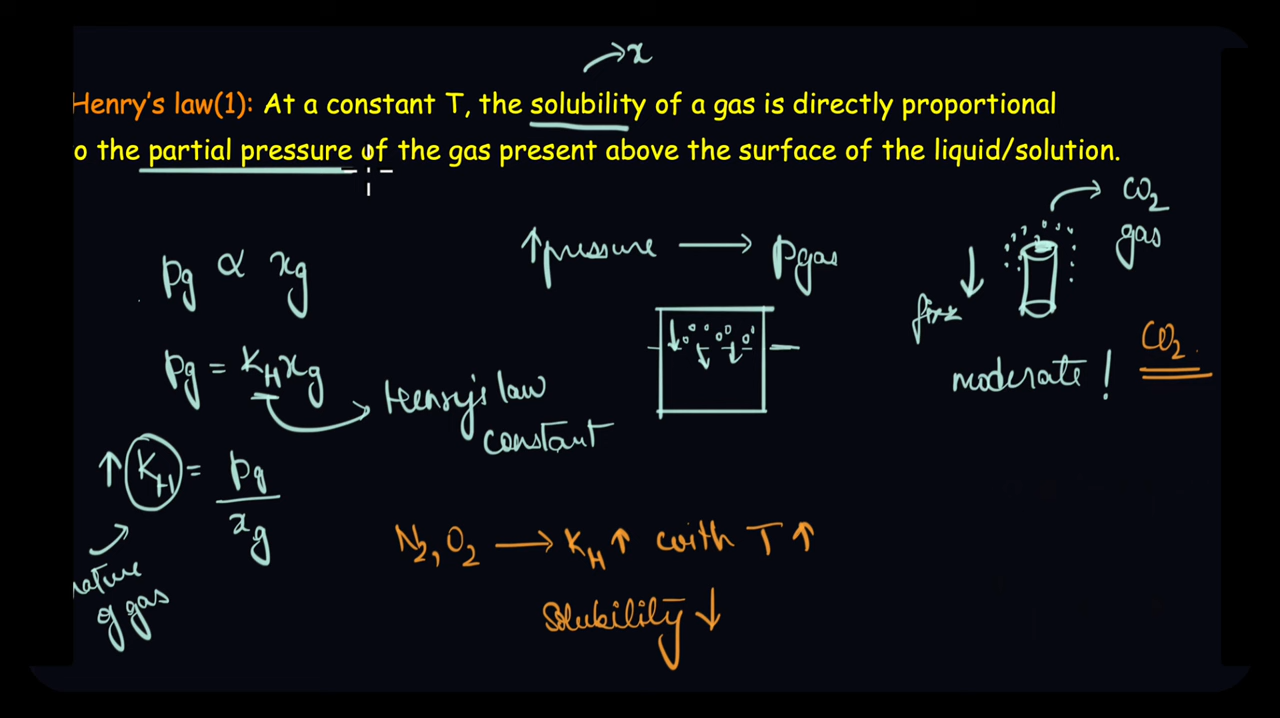 x
Henry's law(1): At a constant T, the solubility of a gas is directly proportional
o the partial pressure of the gas present above the surface of the liquid/solution.
pg ∝ xg
↑pressure → pgas
CO2
gas
pg = KH xg
Henry's law
constant
moderate !
CO2
↑ KH = pg / xg
nature
of gas
N2, O2 → KH ↑ with T ↑
Solubility ↓